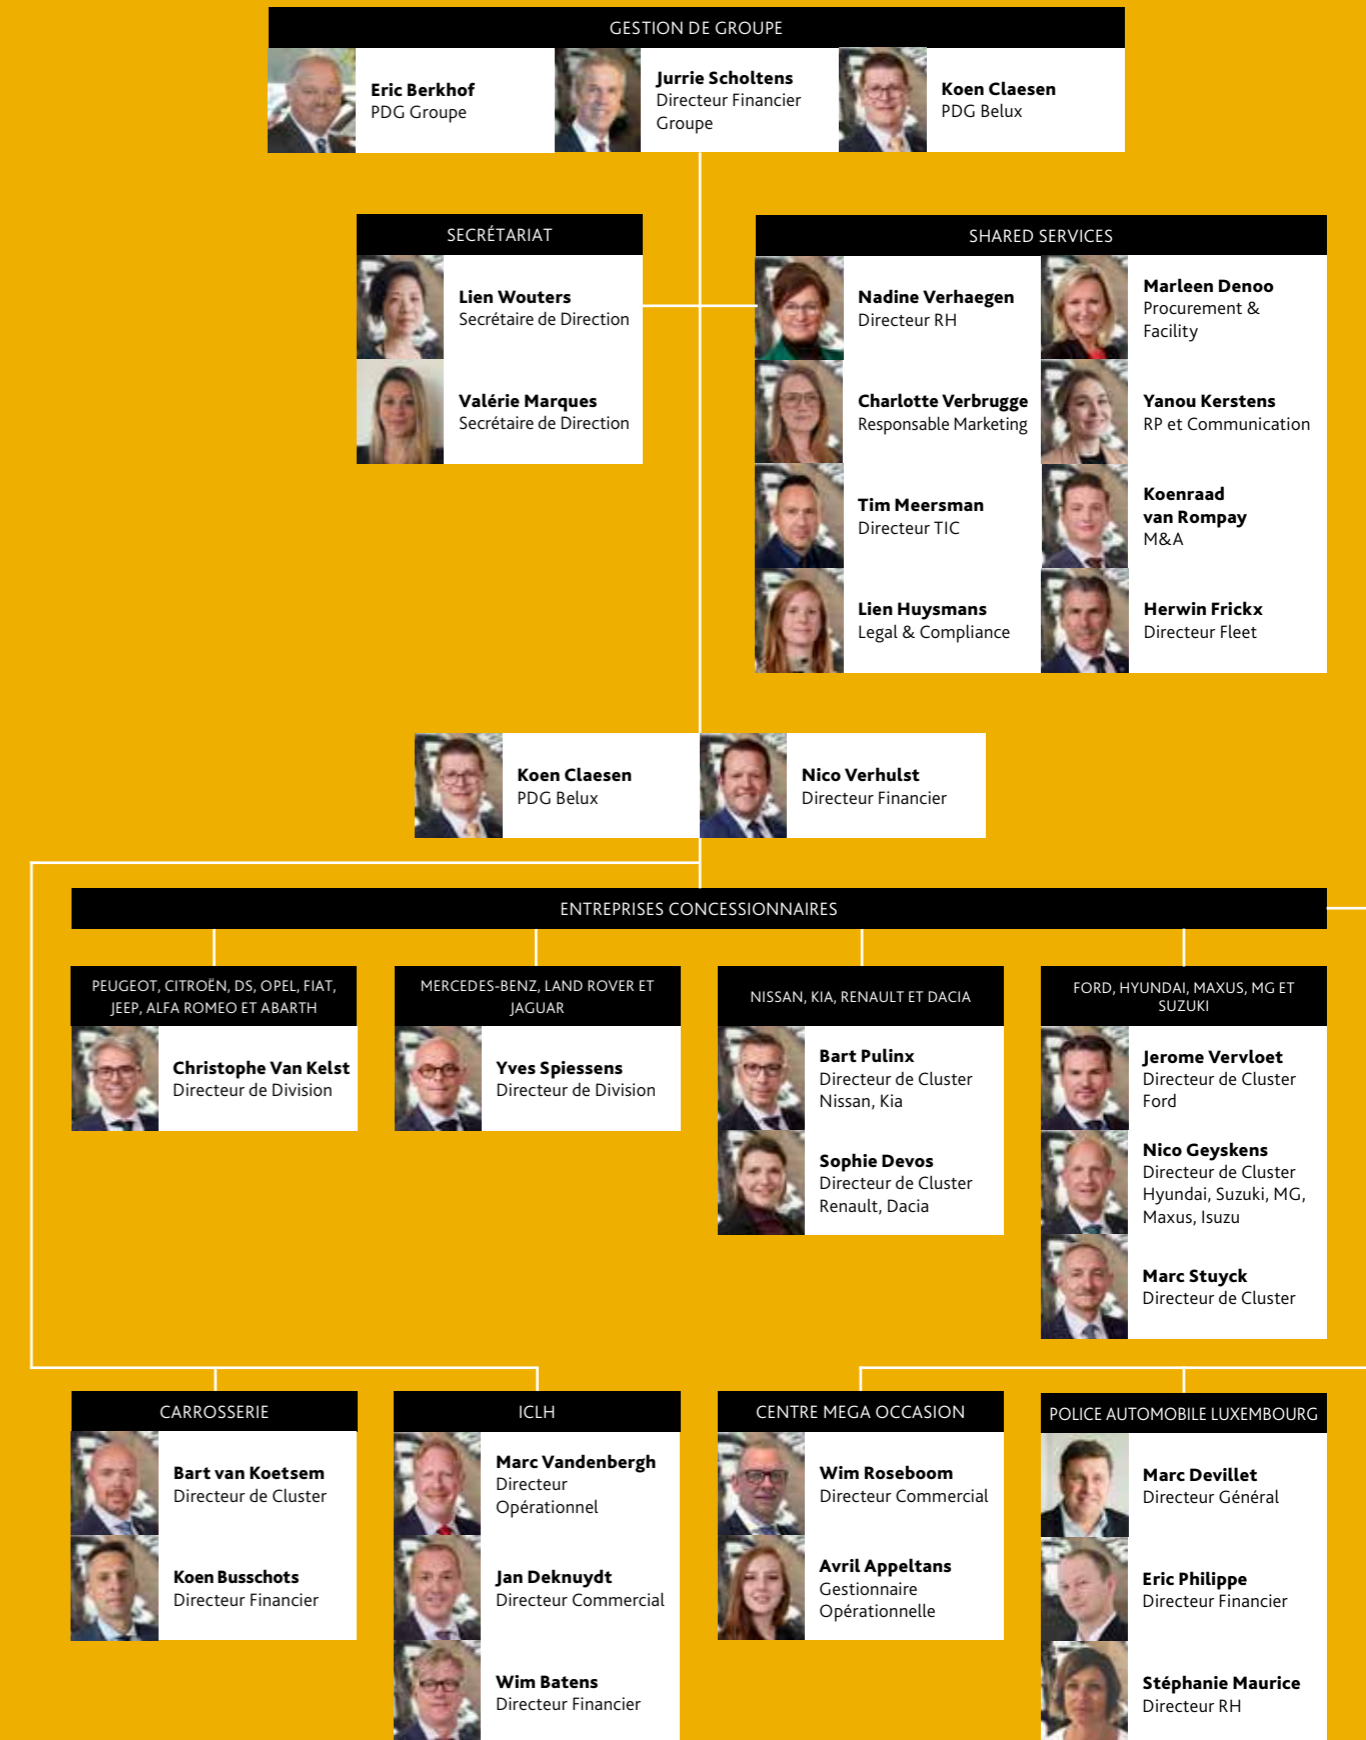 GESTION DE GROUPE
Eric Berkhof
PDG Groupe
Jurrie Scholtens
Directeur Financier
Groupe
Koen Claesen
PDG Belux
SECRÉTARIAT
Lien Wouters
Secrétaire de Direction
Valérie Marques
Secrétaire de Direction
SHARED SERVICES
Nadine Verhaegen
Directeur RH
Marleen Denoo
Procurement &
Facility
Charlotte Verbrugge
Responsable Marketing
Yanou Kerstens
RP et Communication
Tim Meersman
Directeur TIC
Koenraad
van Rompay
M&A
Lien Huysmans
Legal & Compliance
Herwin Frickx
Directeur Fleet
Koen Claesen
PDG Belux
Nico Verhulst
Directeur Financier
ENTREPRISES CONCESSIONNAIRES
PEUGEOT, CITROËN, DS, OPEL, FIAT,
JEEP, ALFA ROMEO ET ABARTH
Christophe Van Kelst
Directeur de Division
MERCEDES-BENZ, LAND ROVER ET
JAGUAR
Yves Spiessens
Directeur de Division
NISSAN, KIA, RENAULT ET DACIA
Bart Pulinx
Directeur de Cluster
Nissan, Kia
Sophie Devos
Directeur de Cluster
Renault, Dacia
FORD, HYUNDAI, MAXUS, MG ET
SUZUKI
Jerome Vervloet
Directeur de Cluster
Ford
Nico Geyskens
Directeur de Cluster
Hyundai, Suzuki, MG,
Maxus, Isuzu
Marc Stuyck
Directeur de Cluster
CARROSSERIE
Bart van Koetsem
Directeur de Cluster
Koen Busschots
Directeur Financier
ICLH
Marc Vandenbergh
Directeur
Opérationnel
Jan Deknuydt
Directeur Commercial
Wim Batens
Directeur Financier
CENTRE MEGA OCCASION
Wim Roseboom
Directeur Commercial
Avril Appeltans
Gestionnaire
Opérationnelle
POLICE AUTOMOBILE LUXEMBOURG
Marc Devillet
Directeur Général
Eric Philippe
Directeur Financier
Stéphanie Maurice
Directeur RH